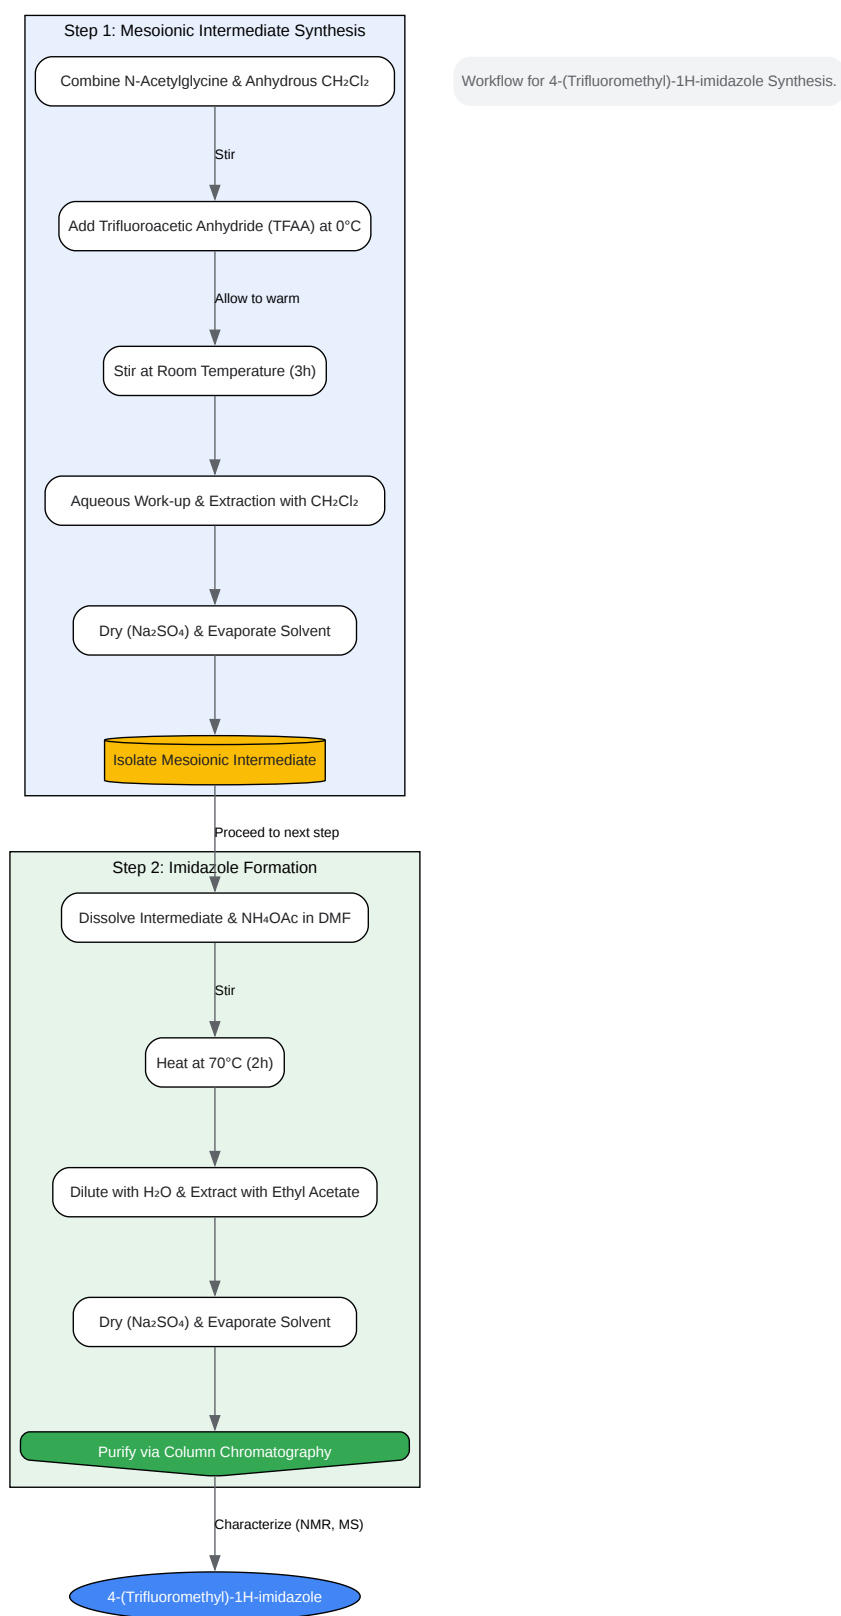 Step 1: Mesoionic Intermediate Synthesis
Combine N-Acetylglycine & Anhydrous CH₂Cl₂
Workflow for 4-(Trifluoromethyl)-1H-imidazole Synthesis.
Stir
Add Trifluoroacetic Anhydride (TFAA) at 0°C
Allow to warm
Stir at Room Temperature (3h)
Aqueous Work-up & Extraction with CH₂Cl₂
Dry (Na₂SO₄) & Evaporate Solvent
Isolate Mesoionic Intermediate
Proceed to next step
Step 2: Imidazole Formation
Dissolve Intermediate & NH₄OAc in DMF
Stir
Heat at 70°C (2h)
Dilute with H₂O & Extract with Ethyl Acetate
Dry (Na₂SO₄) & Evaporate Solvent
Purify via Column Chromatography
Characterize (NMR, MS)
4-(Trifluoromethyl)-1H-imidazole